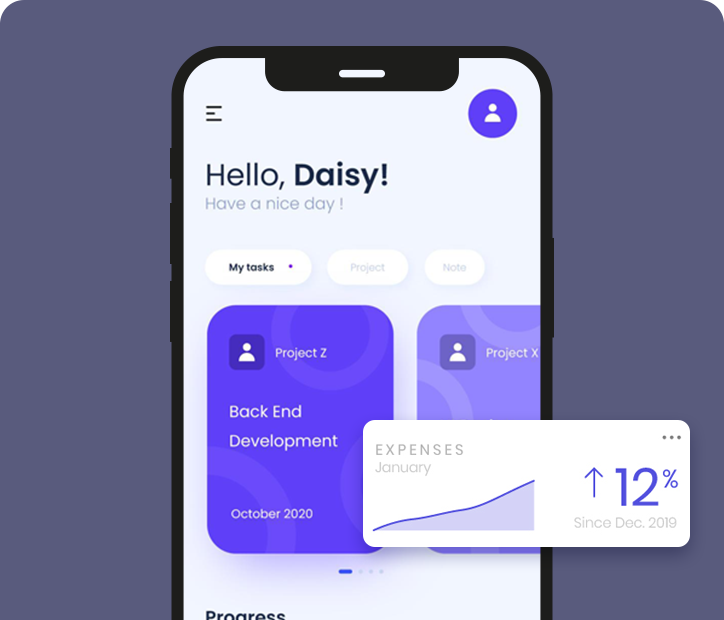 Hello, Daisy!
Have a nice day !
My tasks
Project
Note
Project Z
Back End
Development
October 2020
Project X
EXPENSES
January
↑ 12%
Since Dec. 2019
Progress